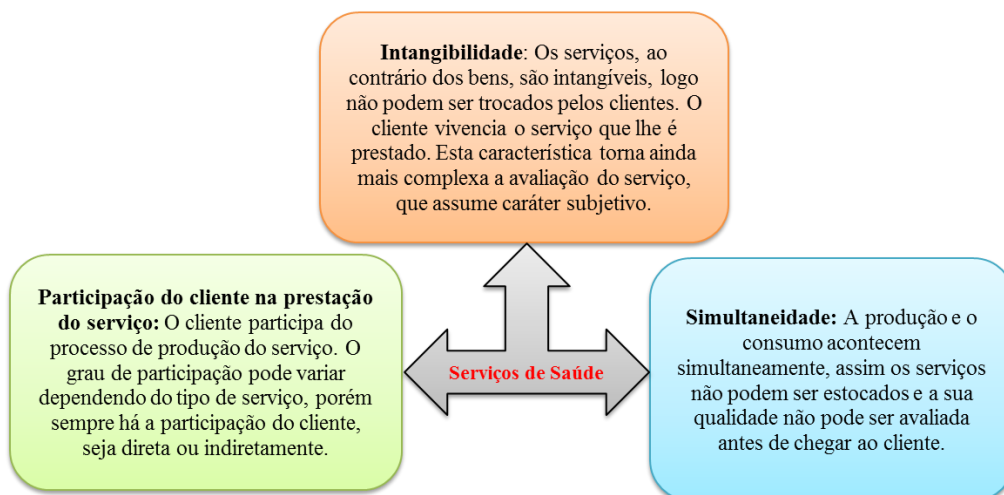 Intangibilidade: Os serviços, ao
contrário dos bens, são intangíveis, logo
não podem ser trocados pelos clientes. O
cliente vivencia o serviço que lhe é
prestado. Esta característica torna ainda
mais complexa a avaliação do serviço,
que assume caráter subjetivo.
Participação do cliente na prestação
do serviço: O cliente participa do
processo de produção do serviço. O
grau de participação pode variar
dependendo do tipo de serviço, porém
sempre há a participação do cliente,
seja direta ou indiretamente.
Serviços de Saúde
Simultaneidade: A produção e o
consumo acontecem
simultaneamente, assim os serviços
não podem ser estocados e a sua
qualidade não pode ser avaliada
antes de chegar ao cliente.